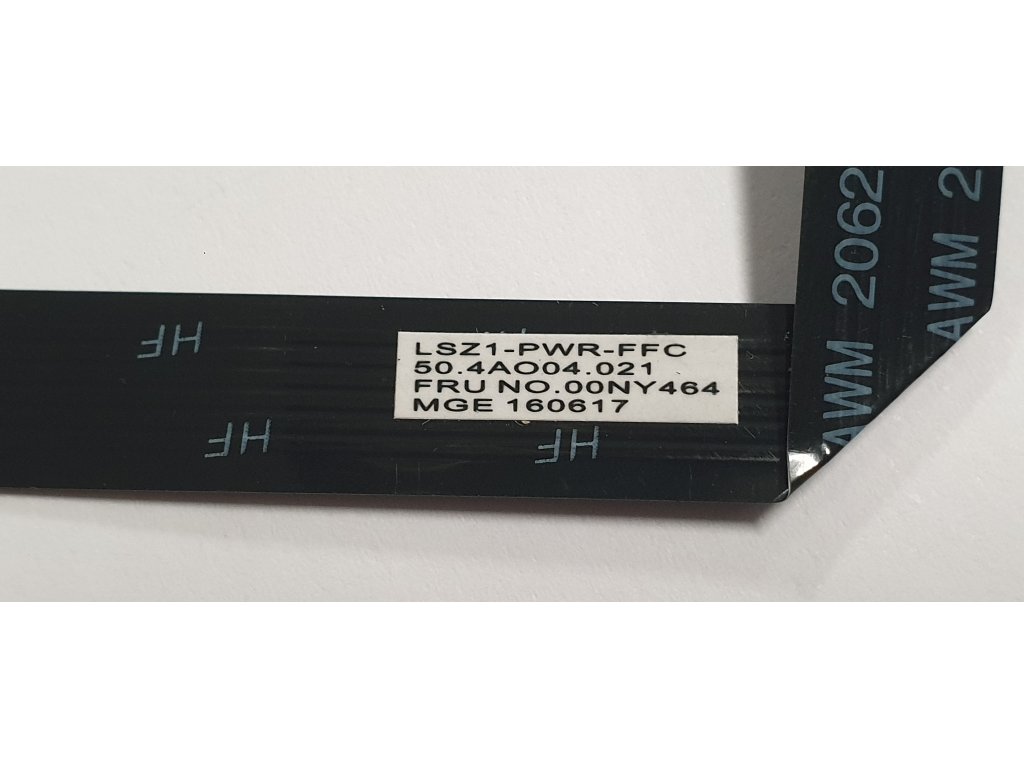 LSZ1-PWR-FFC
50.4AO04.021
FRU NO.00NY464
MGE 160617
HF
HF
HF
AWM 2062
AWM 2